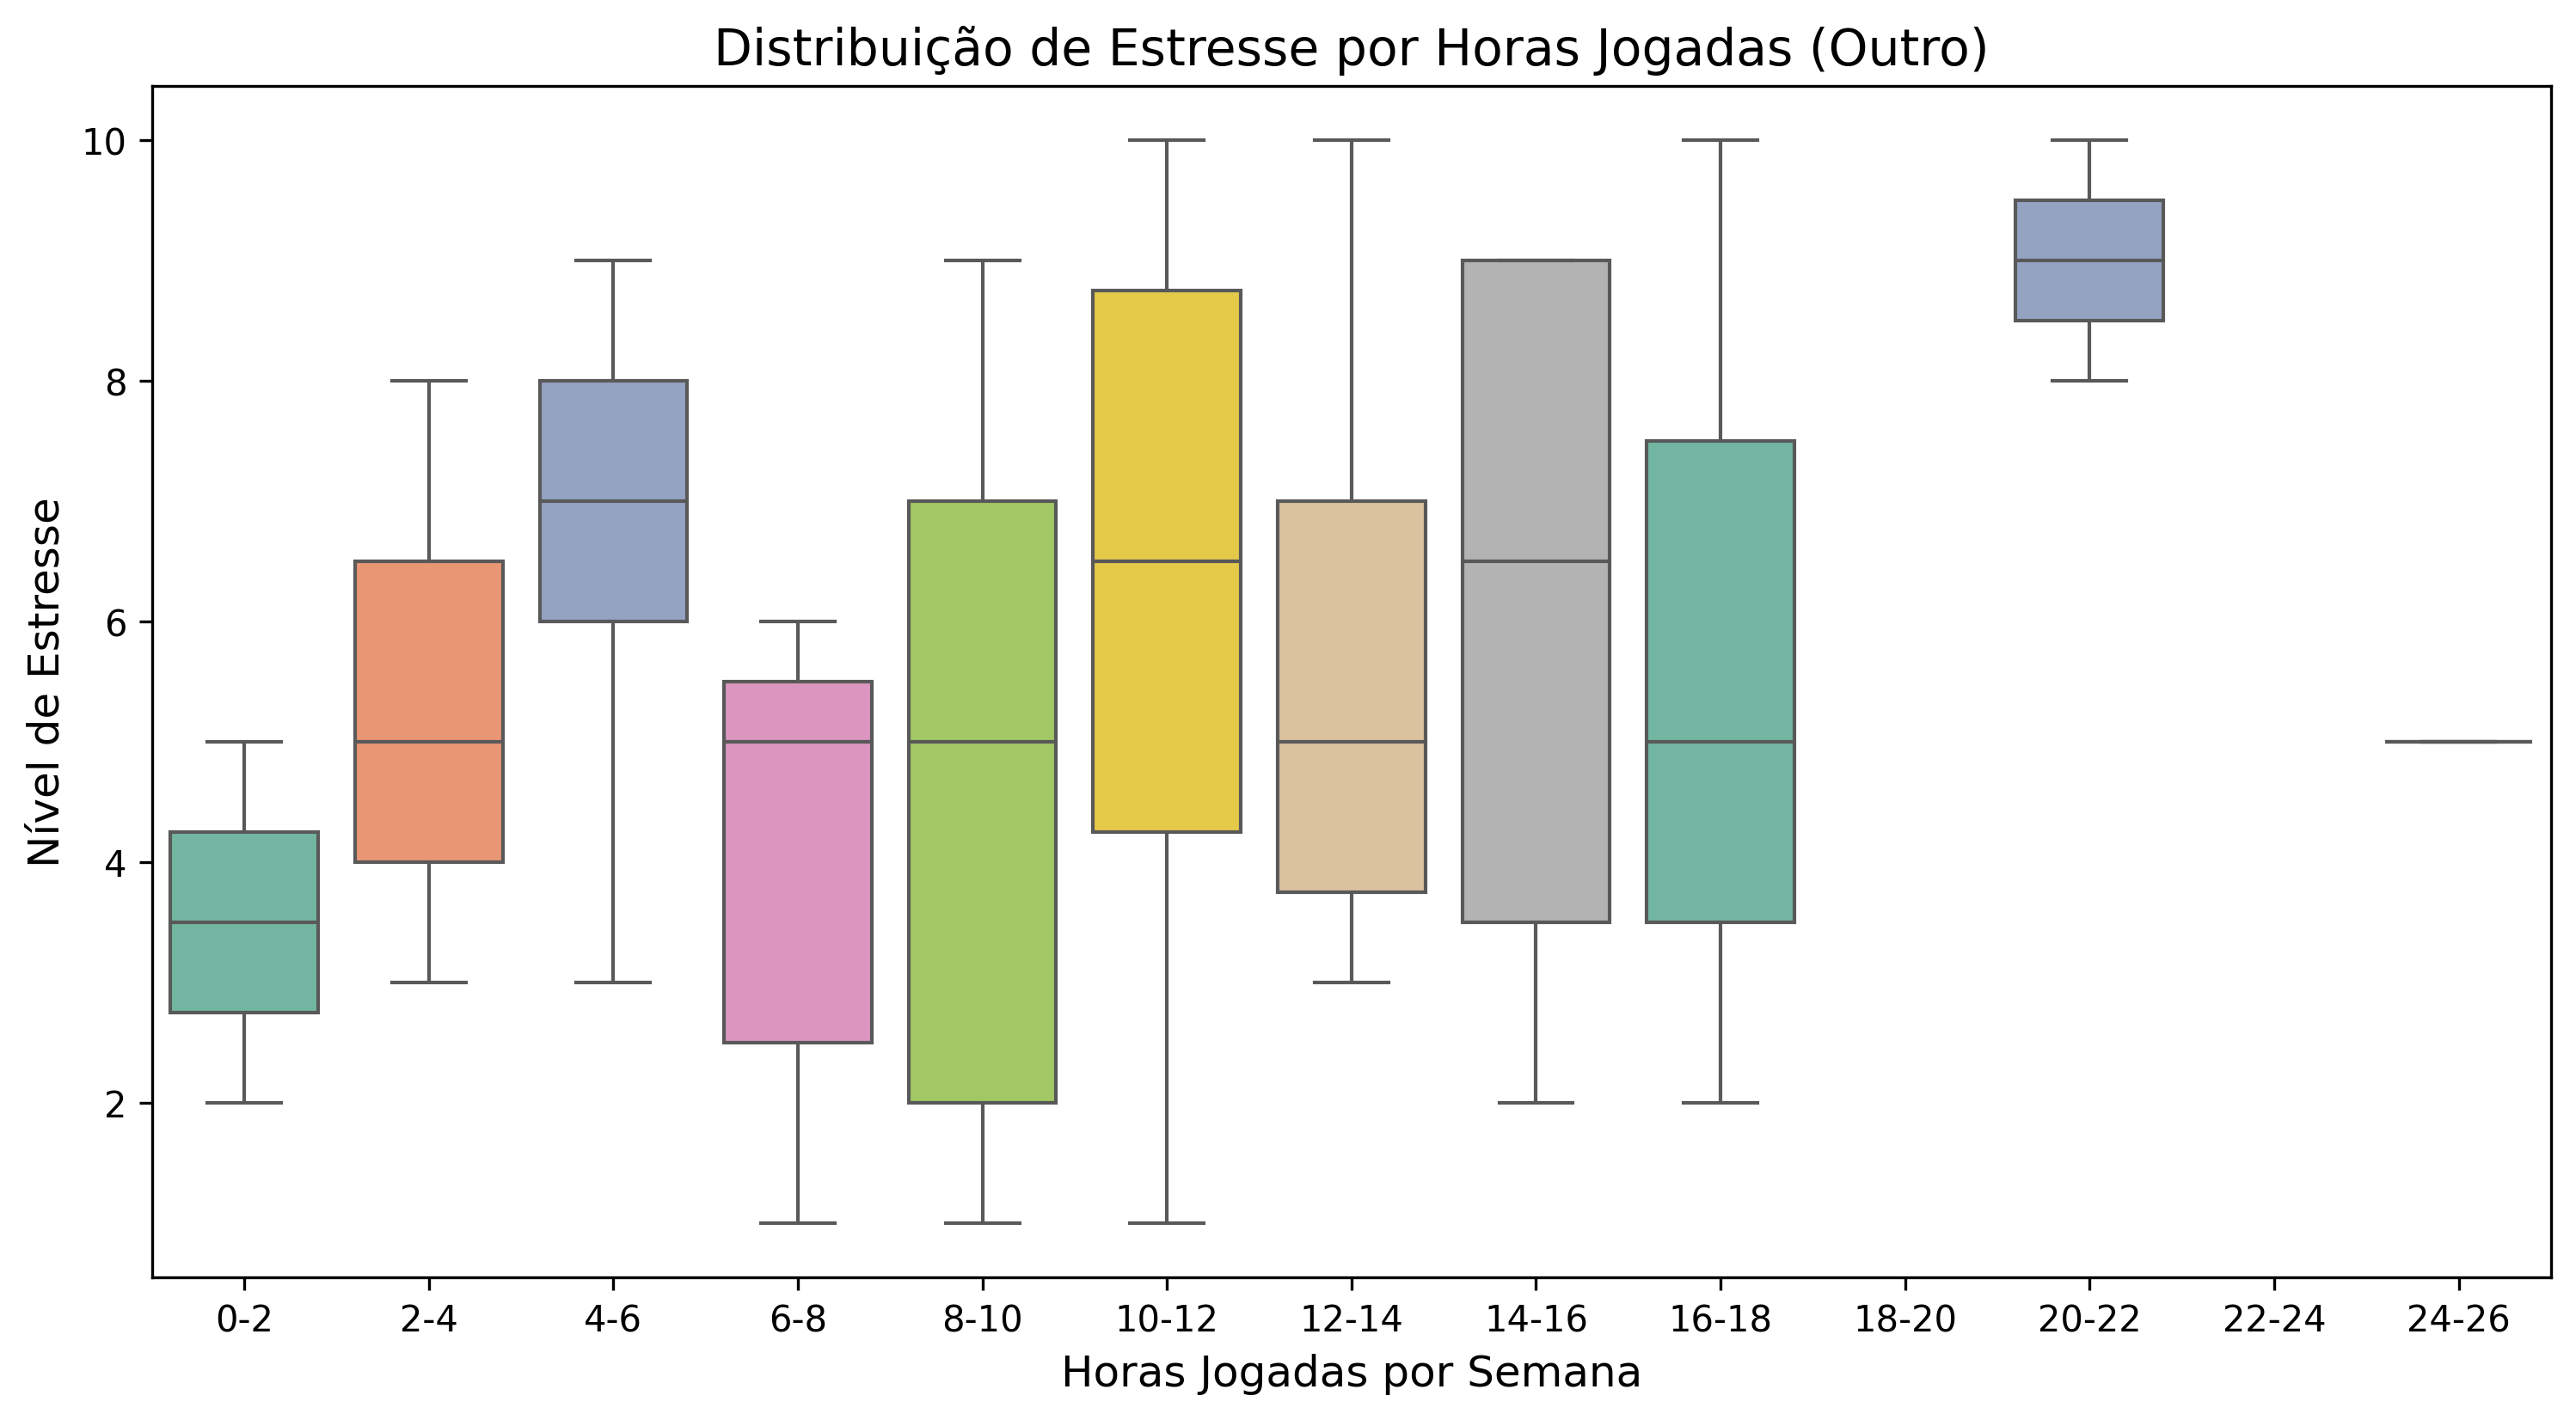 Distribuição de Estresse por Horas Jogadas (Outro)
Nível de Estresse
10
8
6
4
2
0-2 2-4 4-6 6-8 8-10 10-12 12-14 14-16 16-18 18-20 20-22 22-24 24-26
Horas Jogadas por Semana